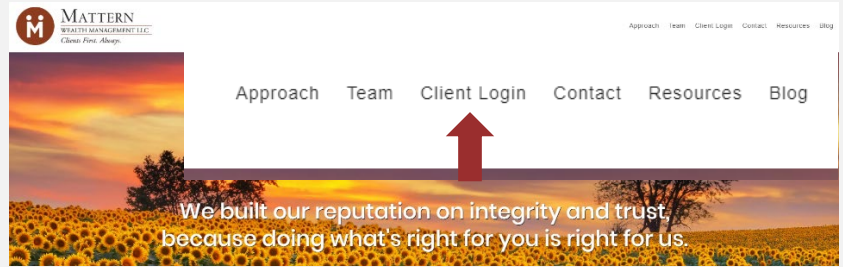 MATTERN
WEALTH MANAGEMENT LLC
Clients First. Always.
Approach Team Client Login Contact Resources Blog
Approach Team Client Login Contact Resources Blog
We built our reputation on integrity and trust,
because doing what's right for you is right for us.